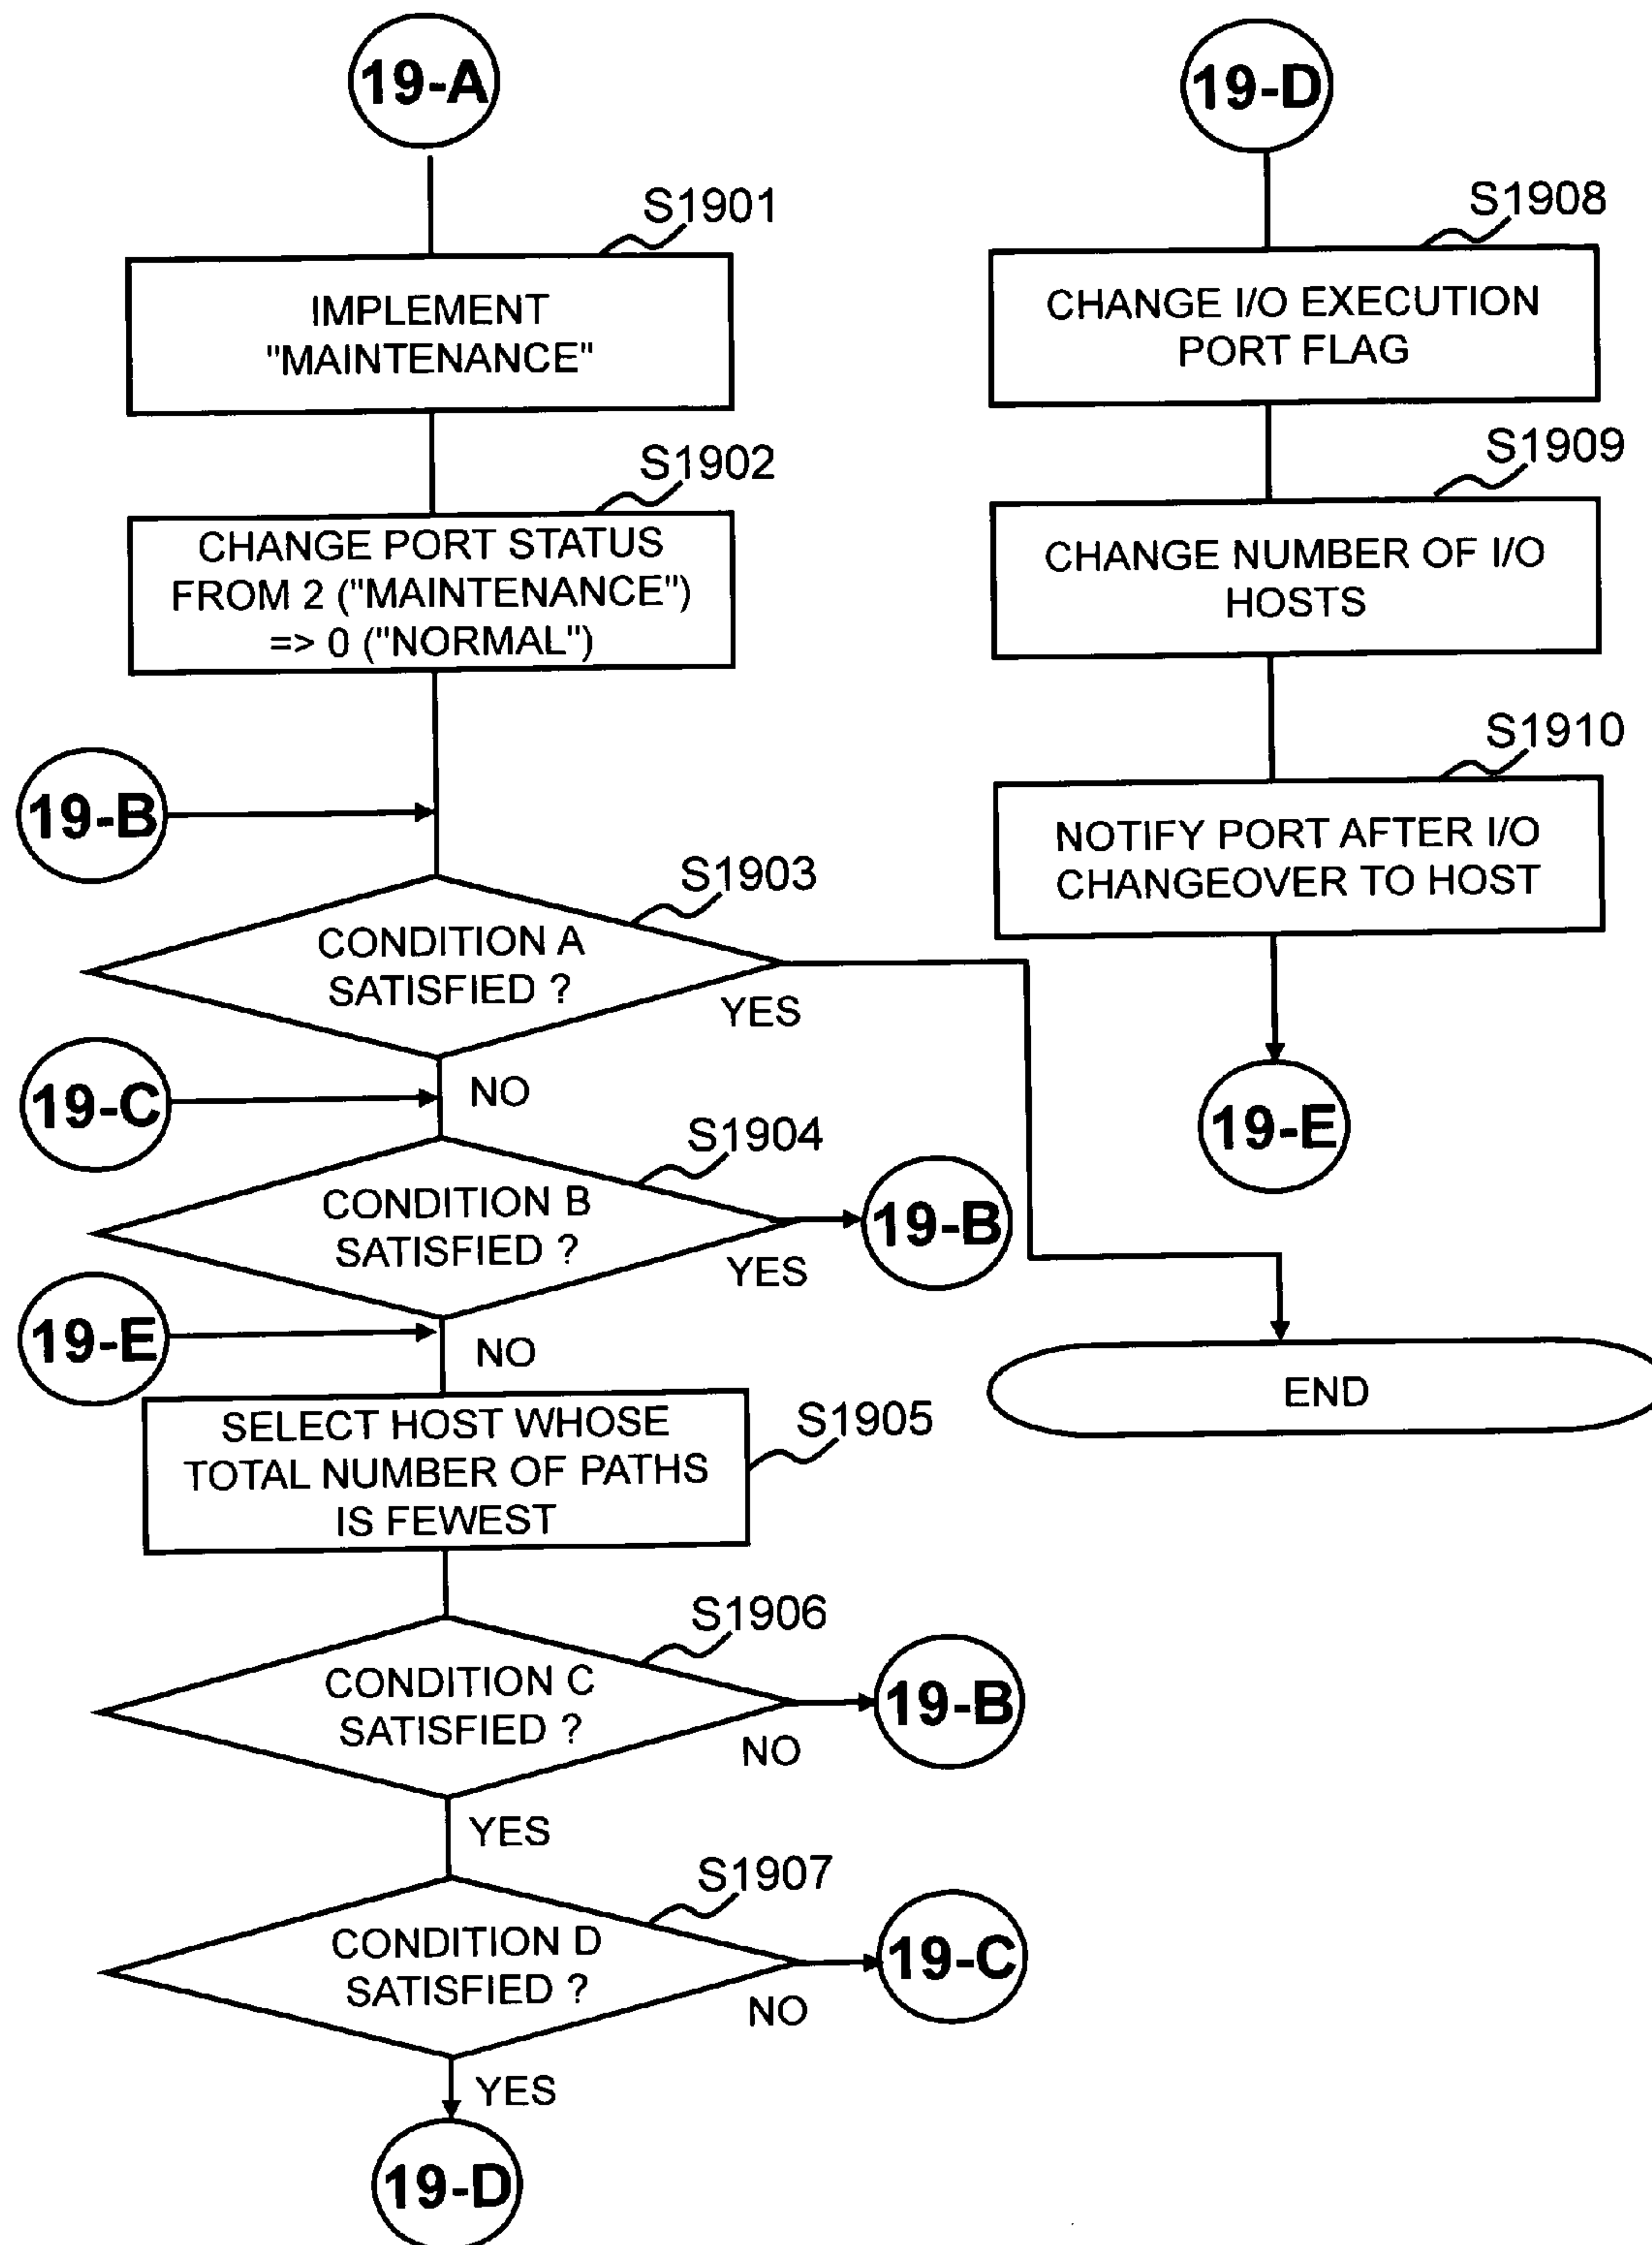 19-A
S1901
IMPLEMENT
"MAINTENANCE"
S1902
CHANGE PORT STATUS
FROM 2 ("MAINTENANCE")
=> 0 ("NORMAL")
19-B
S1903
CONDITION A
SATISFIED ?
YES
NO
19-C
S1904
CONDITION B
SATISFIED ?
YES
19-B
NO
19-E
S1905
SELECT HOST WHOSE
TOTAL NUMBER OF PATHS
IS FEWEST
S1906
CONDITION C
SATISFIED ?
NO
19-B
YES
S1907
CONDITION D
SATISFIED ?
NO
19-C
YES
19-D
19-D
S1908
CHANGE I/O EXECUTION
PORT FLAG
S1909
CHANGE NUMBER OF I/O
HOSTS
S1910
NOTIFY PORT AFTER I/O
CHANGEOVER TO HOST
19-E
END